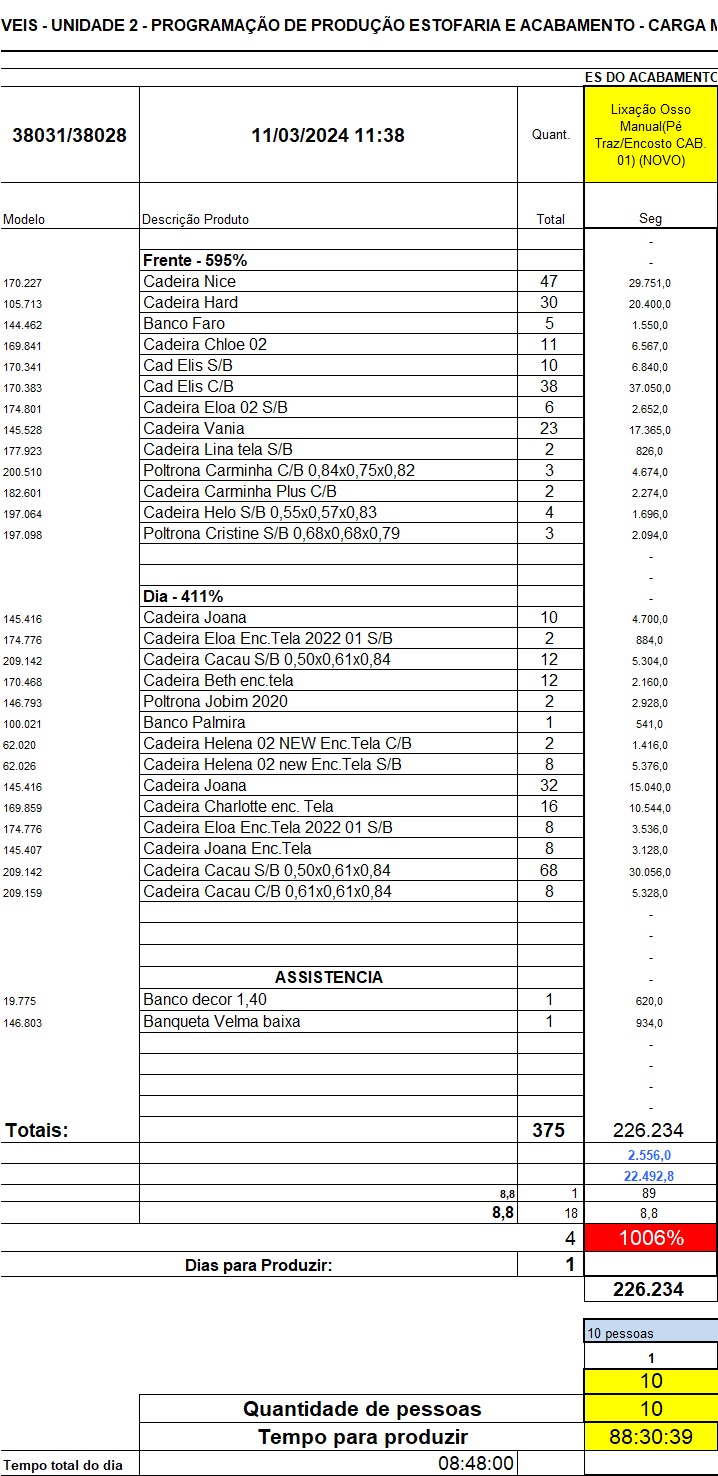 VEIS - UNIDADE 2 - PROGRAMAÇÃO DE PRODUÇÃO ESTOFARIA E ACABAMENTO - CARGA M
ES DO ACABAMENTO
38031/38028 11/03/2024 11:38 Quant. Lixação Osso Manual(Pé Traz/Encosto CAB. 01) (NOVO)
Modelo Descrição Produto Total Seg
-
Frente - 595% -
170.227 Cadeira Nice 47 29.751,0
105.713 Cadeira Hard 30 20.400,0
144.462 Banco Faro 5 1.550,0
169.841 Cadeira Chloe 02 11 6.567,0
170.341 Cad Elis S/B 10 6.840,0
170.383 Cad Elis C/B 38 37.050,0
174.801 Cadeira Eloa 02 S/B 6 2.652,0
145.528 Cadeira Vania 23 17.365,0
177.923 Cadeira Lina tela S/B 2 826,0
200.510 Poltrona Carminha C/B 0,84x0,75x0,82 3 4.674,0
182.601 Cadeira Carminha Plus C/B 2 2.274,0
197.064 Cadeira Helo S/B 0,55x0,57x0,83 4 1.696,0
197.098 Poltrona Cristine S/B 0,68x0,68x0,79 3 2.094,0
-
-
Dia - 411% -
145.416 Cadeira Joana 10 4.700,0
174.776 Cadeira Eloa Enc.Tela 2022 01 S/B 2 884,0
209.142 Cadeira Cacau S/B 0,50x0,61x0,84 12 5.304,0
170.468 Cadeira Beth enc.tela 12 2.160,0
146.793 Poltrona Jobim 2020 2 2.928,0
100.021 Banco Palmira 1 541,0
62.020 Cadeira Helena 02 NEW Enc.Tela C/B 2 1.416,0
62.026 Cadeira Helena 02 new Enc.Tela S/B 8 5.376,0
145.416 Cadeira Joana 32 15.040,0
169.859 Cadeira Charlotte enc. Tela 16 10.544,0
174.776 Cadeira Eloa Enc.Tela 2022 01 S/B 8 3.536,0
145.407 Cadeira Joana Enc.Tela 8 3.128,0
209.142 Cadeira Cacau S/B 0,50x0,61x0,84 68 30.056,0
209.159 Cadeira Cacau C/B 0,61x0,61x0,84 8 5.328,0
-
-
-
ASSISTENCIA -
19.775 Banco decor 1,40 1 620,0
146.803 Banqueta Velma baixa 1 934,0
-
-
-
-
Totais: 375 226.234
2.556,0
22.492,8
8,8 1 89
8,8 18 8,8
4 1006%
Dias para Produzir: 1
226.234
10 pessoas
1
10
Quantidade de pessoas 10
Tempo para produzir 88:30:39
Tempo total do dia 08:48:00